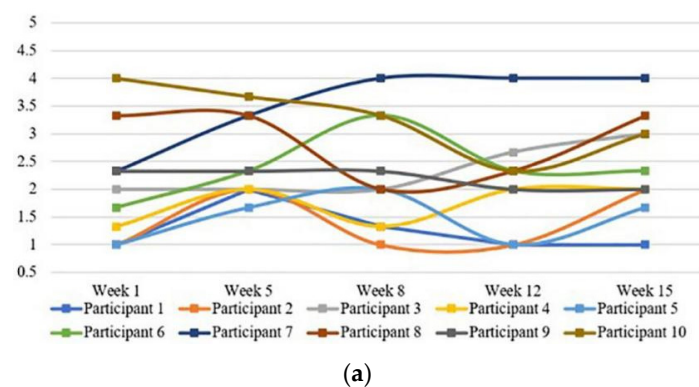 5
4.5
4
3.5
3
2.5
2
1.5
1
0.5
Week 1 Week 5 Week 8 Week 12 Week 15
Participant 1 Participant 2 Participant 3 Participant 4 Participant 5
Participant 6 Participant 7 Participant 8 Participant 9 Participant 10
(a)